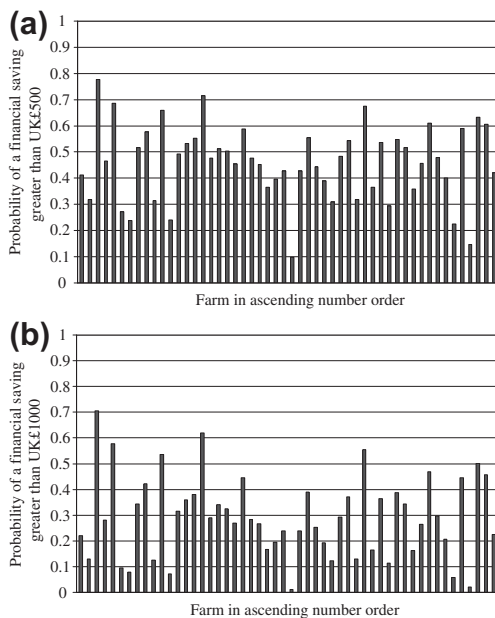 (a)
Probability of a financial saving
greater than UK£500
1
0.9
0.8
0.7
0.6
0.5
0.4
0.3
0.2
0.1
0
Farm in ascending number order
(b)
Probability of a financial saving
greater than UK£1000
1
0.9
0.8
0.7
0.6
0.5
0.4
0.3
0.2
0.1
0
Farm in ascending number order